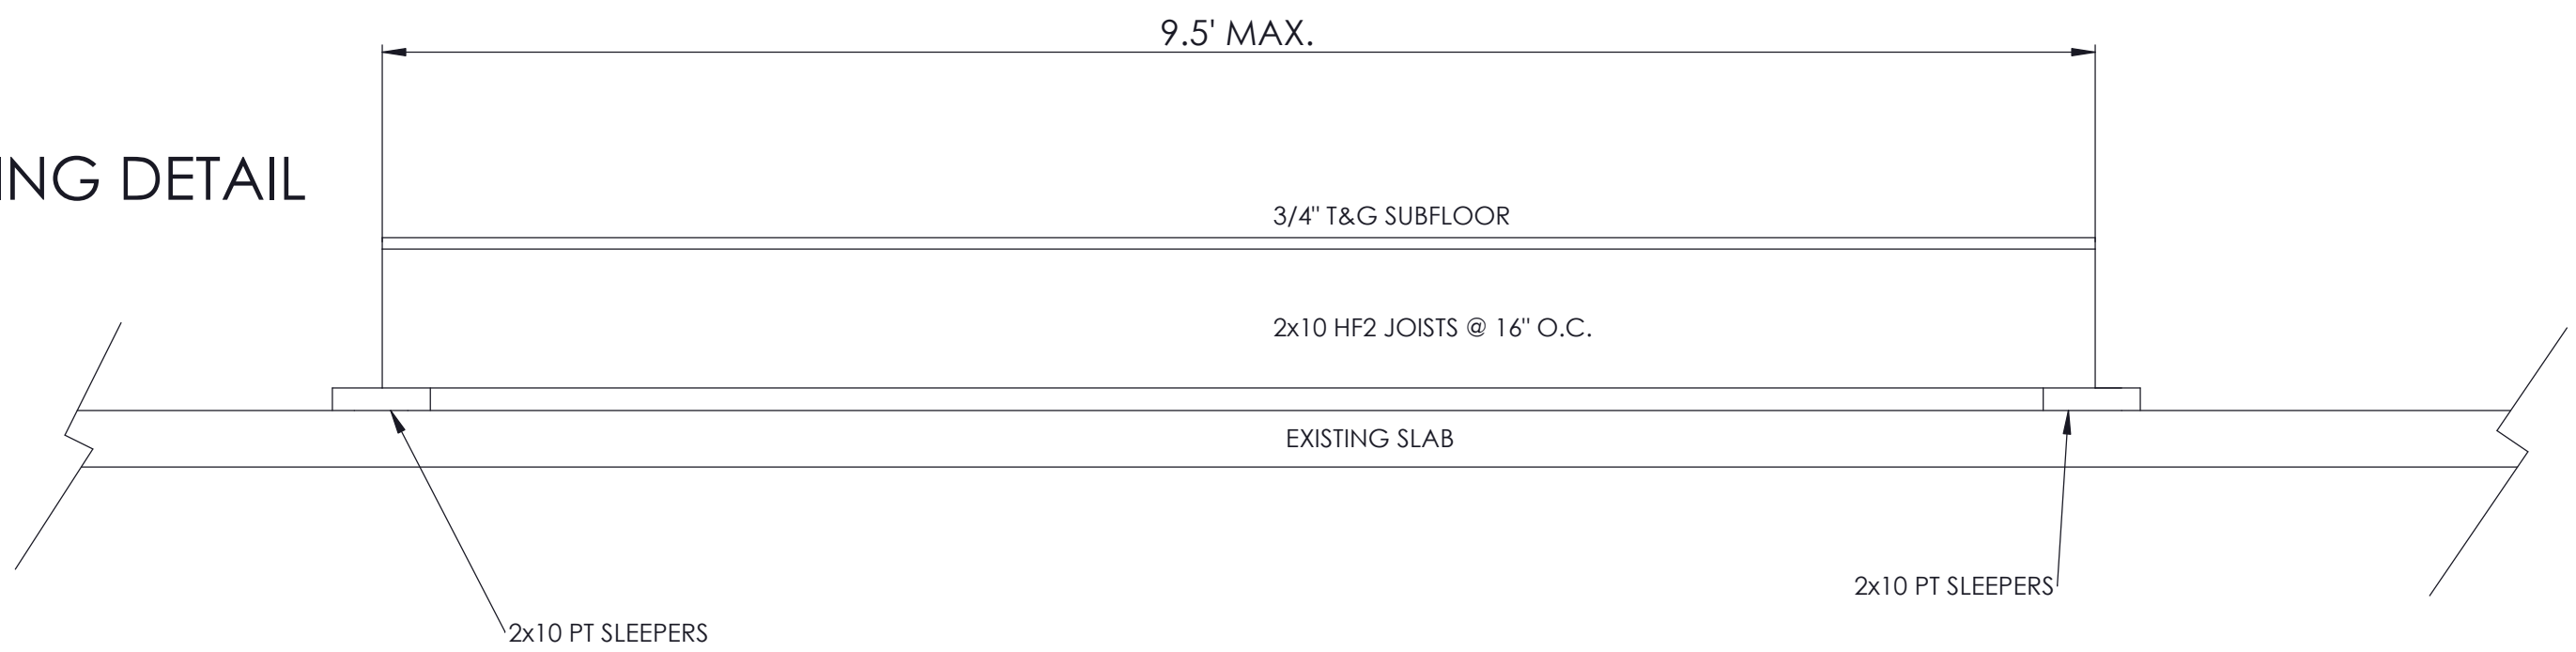 9.5' MAX.
ING DETAIL
3/4" T&G SUBFLOOR
2x10 HF2 JOISTS @ 16" O.C.
EXISTING SLAB
2x10 PT SLEEPERS
2x10 PT SLEEPERS